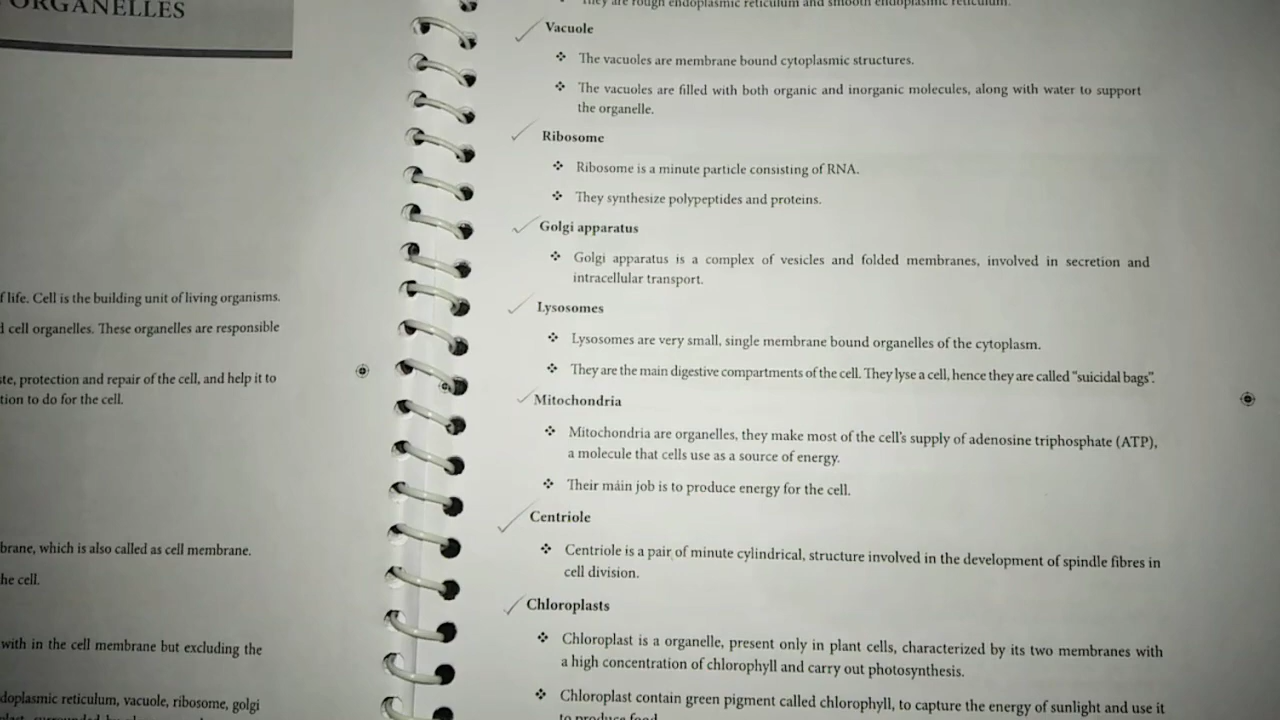 ORGANELLES
f life. Cell is the building unit of living organisms.
d cell organelles. These organelles are responsible
te, protection and repair of the cell, and help it to
tion to do for the cell.
brane, which is also called as cell membrane.
he cell.
with in the cell membrane but excluding the
doplasmic reticulum, vacuole, ribosome, golgi
They are rough endoplasmic reticulum and smooth endoplasmic reticulum.
Vacuole
❖ The vacuoles are membrane bound cytoplasmic structures.
❖ The vacuoles are filled with both organic and inorganic molecules, along with water to support
the organelle.
Ribosome
❖ Ribosome is a minute particle consisting of RNA.
❖ They synthesize polypeptides and proteins.
Golgi apparatus
❖ Golgi apparatus is a complex of vesicles and folded membranes, involved in secretion and
intracellular transport.
Lysosomes
❖ Lysosomes are very small, single membrane bound organelles of the cytoplasm.
❖ They are the main digestive compartments of the cell. They lyse a cell, hence they are called "suicidal bags".
Mitochondria
❖ Mitochondria are organelles, they make most of the cell's supply of adenosine triphosphate (ATP),
a molecule that cells use as a source of energy.
❖ Their main job is to produce energy for the cell.
Centriole
❖ Centriole is a pair of minute cylindrical, structure involved in the development of spindle fibres in
cell division.
Chloroplasts
❖ Chloroplast is a organelle, present only in plant cells, characterized by its two membranes with
a high concentration of chlorophyll and carry out photosynthesis.
❖ Chloroplast contain green pigment called chlorophyll, to capture the energy of sunlight and use it
to produce food